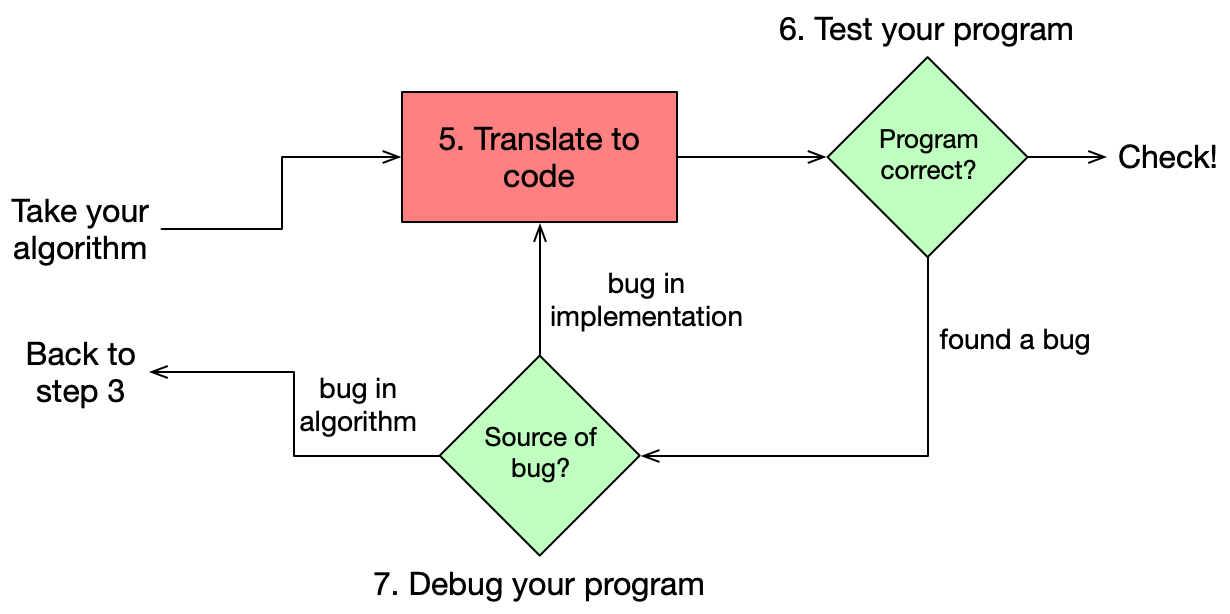 6. Test your program
5. Translate to
code
Program
correct?
Check!
Take your
algorithm
bug in
implementation
found a bug
Back to
step 3
bug in
algorithm
Source of
bug?
7. Debug your program